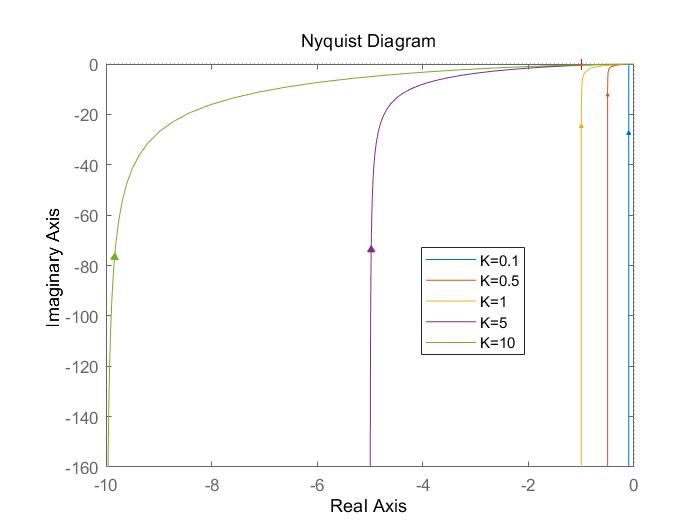 Nyquist Diagram
0
-20
-40
-60
-80
-100
-120
-140
-160
Imaginary Axis
K=0.1
K=0.5
K=1
K=5
K=10
-10 -8 -6 -4 -2 0
Real Axis